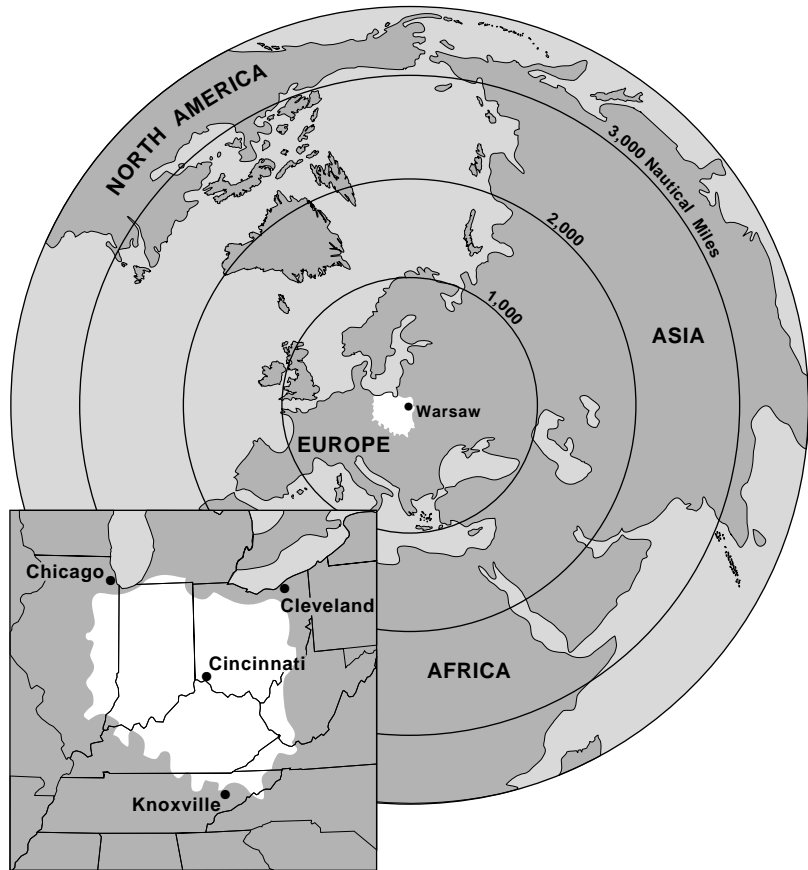 NORTH AMERICA
3,000 Nautical Miles
2,000
1,000
ASIA
Warsaw
EUROPE
AFRICA
Chicago
Cleveland
Cincinnati
Knoxville